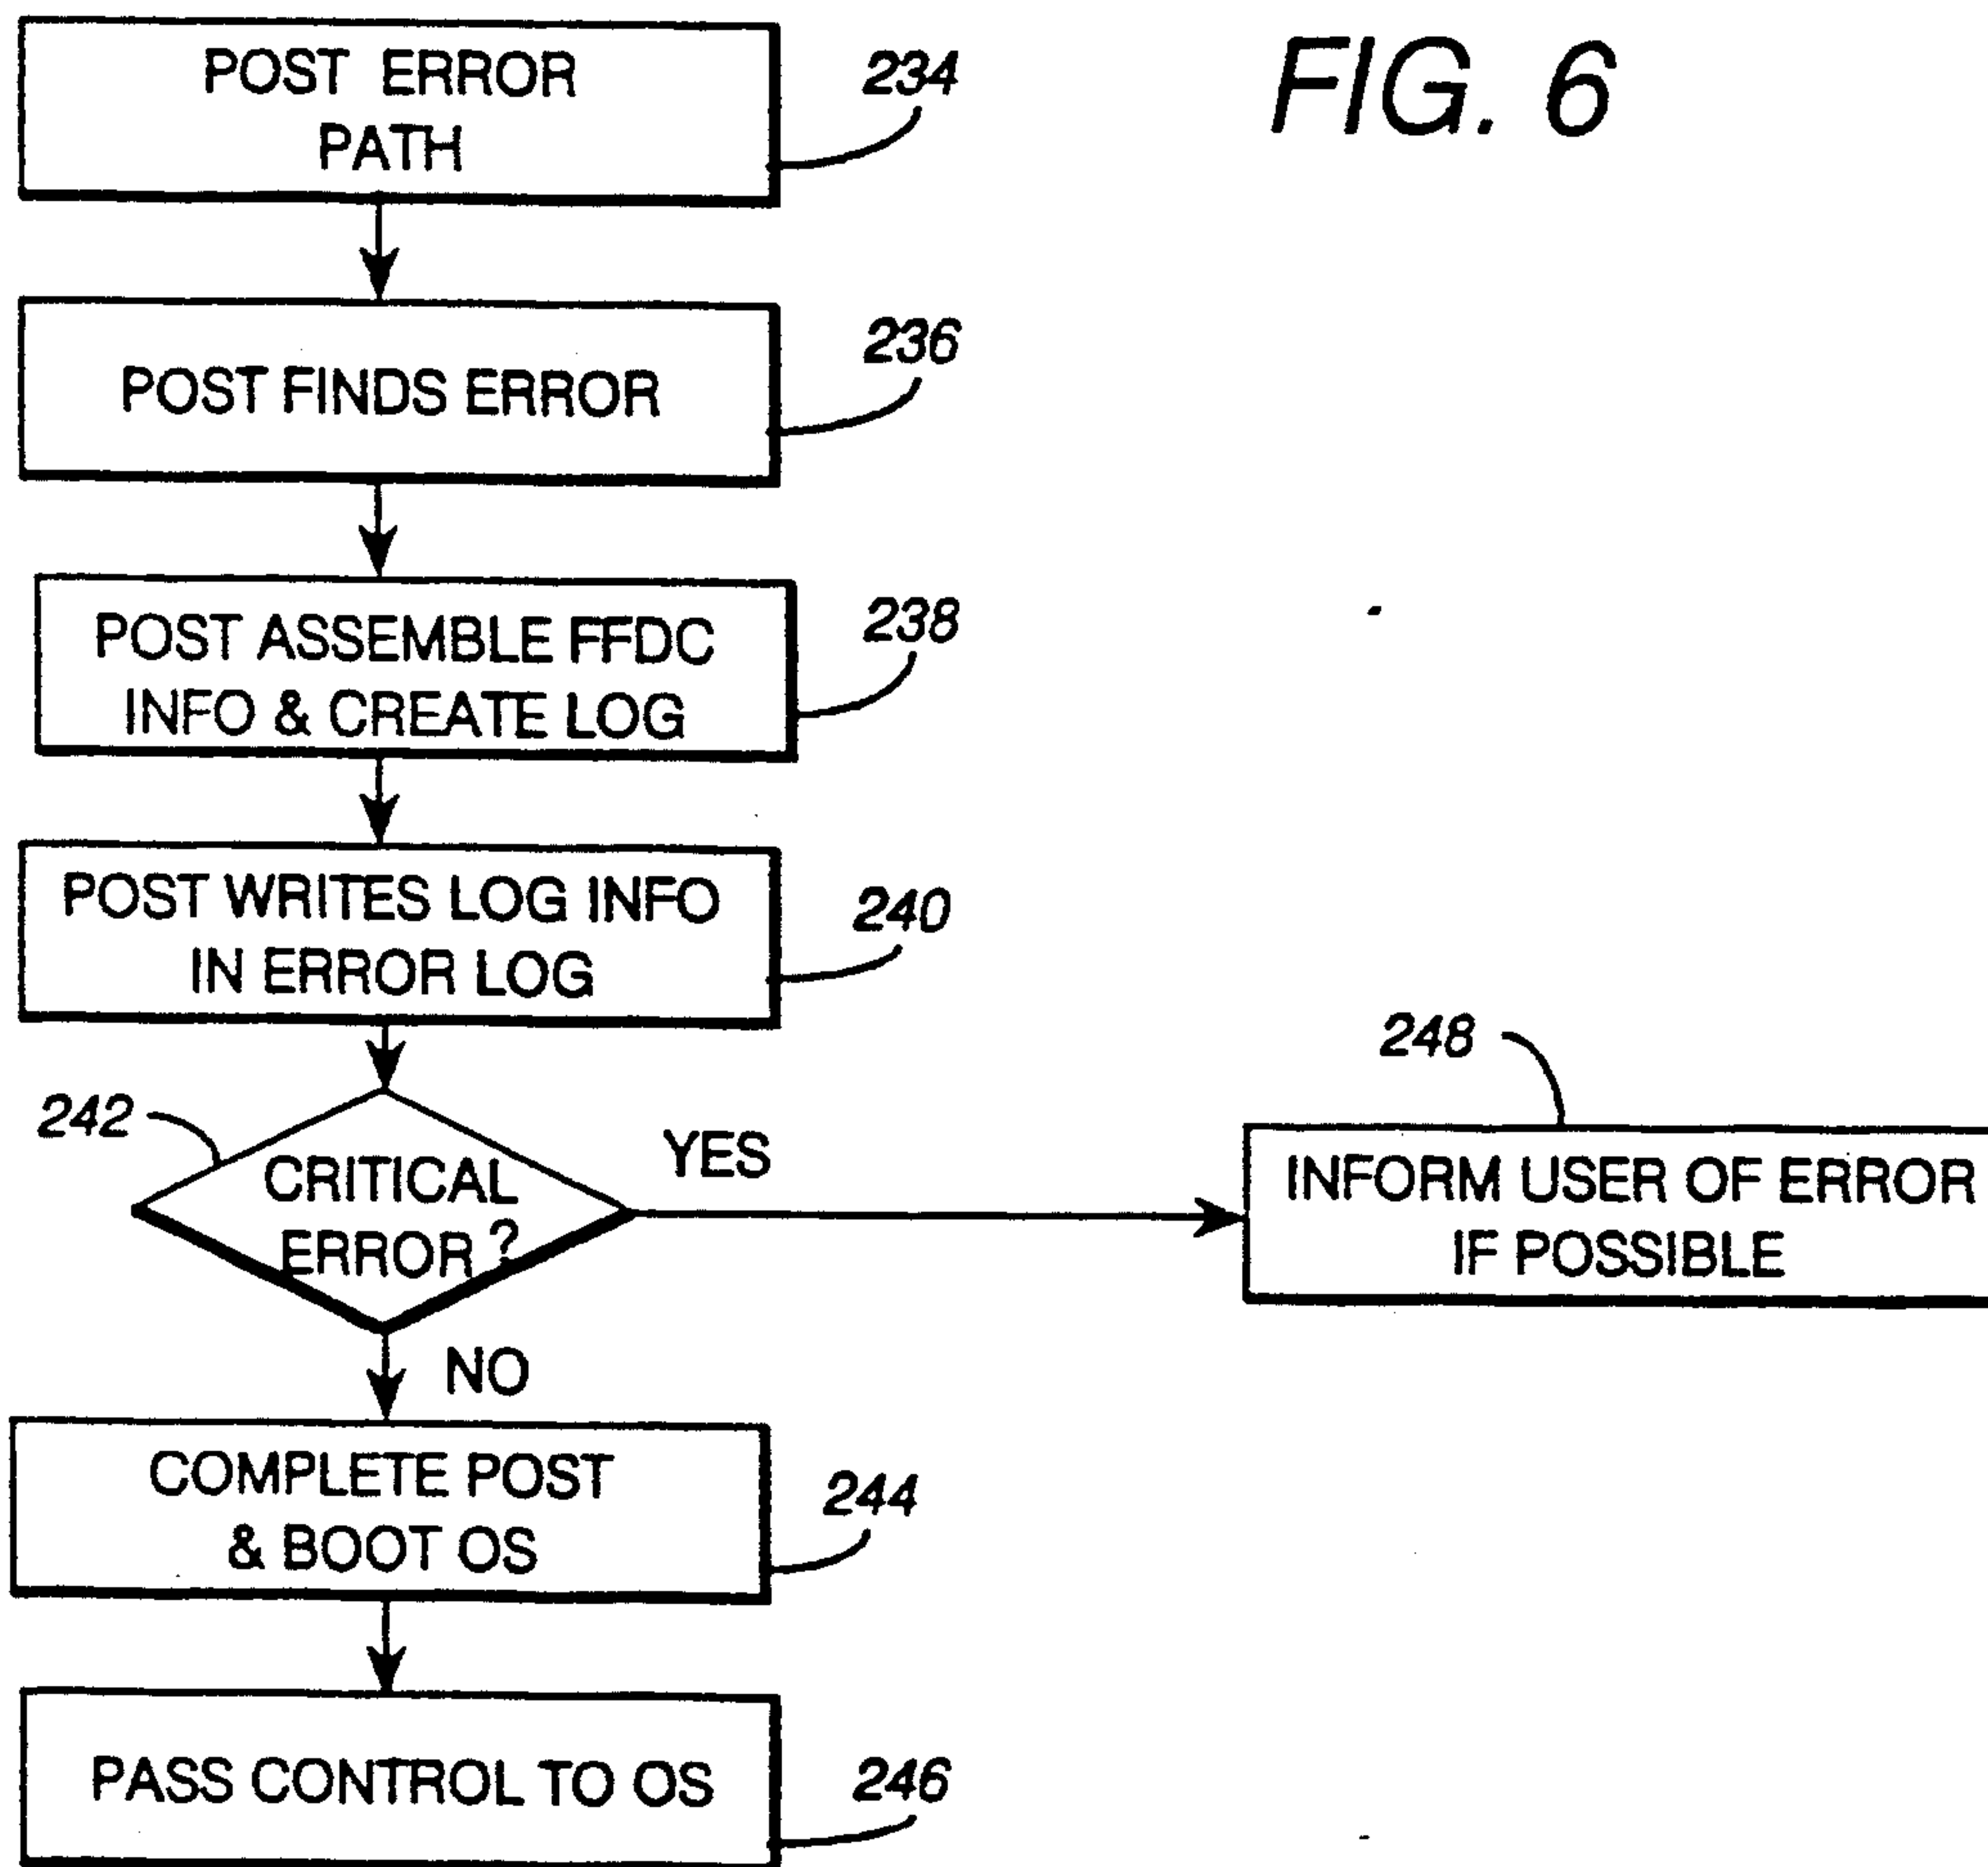 FIG. 6
POST ERROR
PATH
234
POST FINDS ERROR
236
POST ASSEMBLE FFDC
INFO & CREATE LOG
238
POST WRITES LOG INFO
IN ERROR LOG
240
242
CRITICAL
ERROR?
YES
248
INFORM USER OF ERROR
IF POSSIBLE
NO
COMPLETE POST
& BOOT OS
244
PASS CONTROL TO OS
246